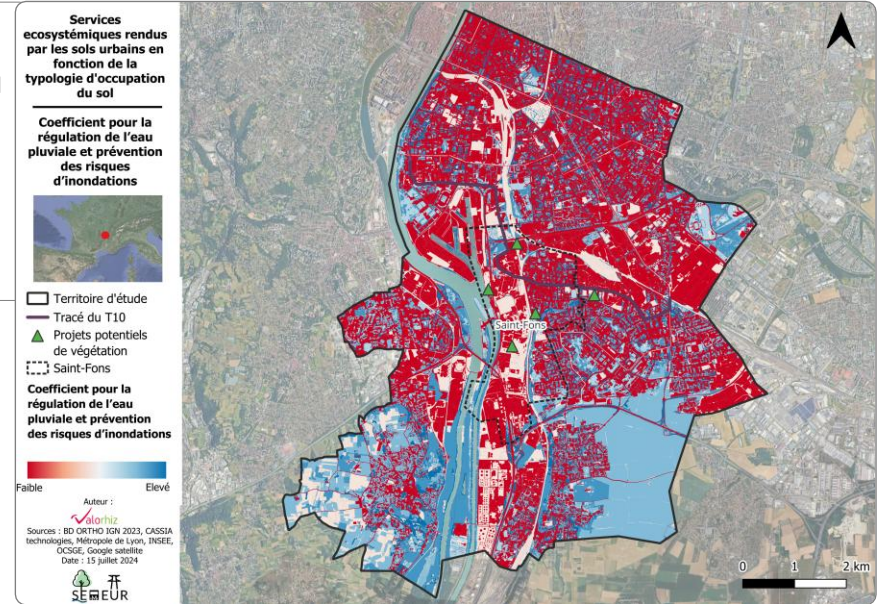 Services
ecosystémiques rendus
par les sols urbains en
fonction de la
typologie d'occupation
du sol
Coefficient pour la
régulation de l'eau
pluviale et prévention
des risques
d'inondations
Territoire d'étude
Tracé du T10
Projets potentiels
de végétation
Saint-Fons
Coefficient pour la
régulation de l'eau
pluviale et prévention
des risques d'inondations
Faible Elevé
Auteur :
Valorhiz
Sources : BD ORTHO IGN 2023, CASSIA
technologies, Métropole de Lyon, INSEE,
OCSGE, Google satellite
Date : 15 juillet 2024
Saint-Fons
0 1 2 km